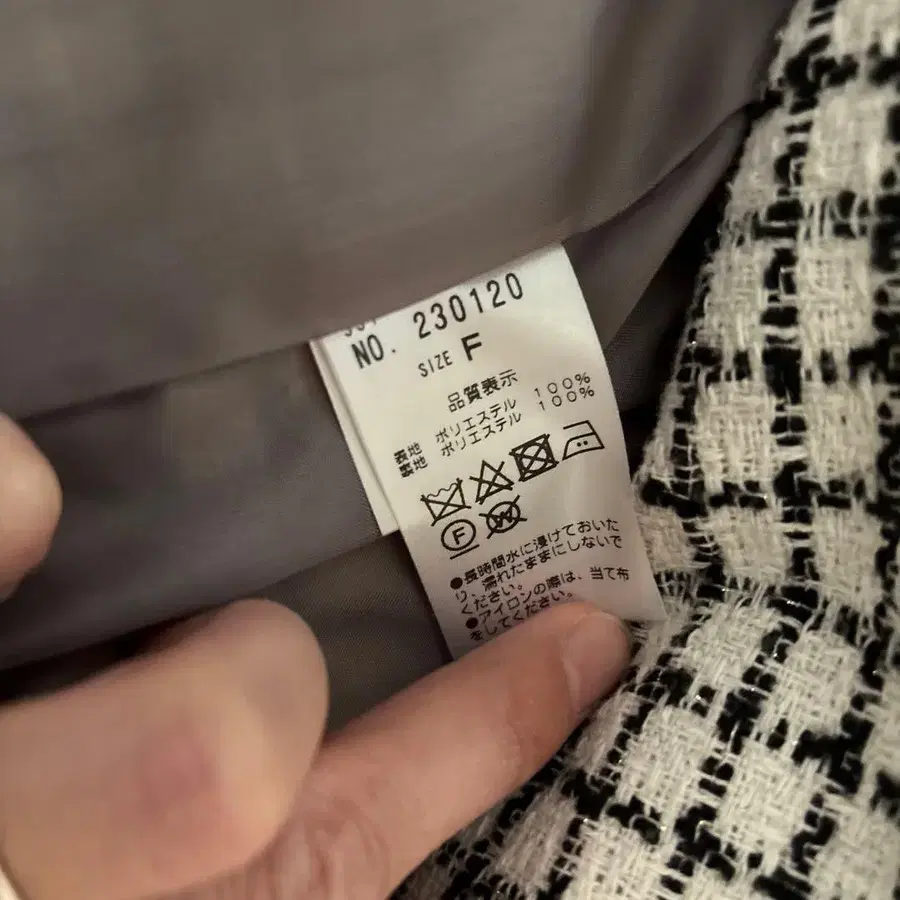 NO. 230120
SIZE F
品質表示
表地 ポリエステル 100%
裏地 ポリエステル 100%
F W
●長時間水に浸けておいた
り、濡れたままにしないで
ください。
●アイロンの際は、当て布
をしてください。